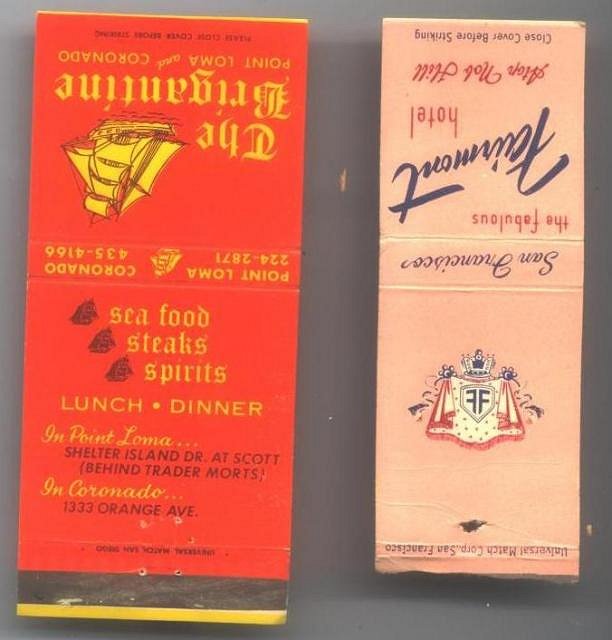 PLEASE CLOSE COVER BEFORE STRIKING
POINT LOMA and CORONADO
The
Brigantine
POINT LOMA CORONADO
224-2871 435-4166
sea food
steaks
spirits
LUNCH • DINNER
In Point Loma...
SHELTER ISLAND DR. AT SCOTT
(BEHIND TRADER MORTS)
In Coronado...
1333 ORANGE AVE.
UNIVERSAL MATCH, SAN DIEGO
Close Cover Before Striking
Atop Nob Hill
hotel
Fairmont
the fabulous
San Francisco's
FF
Universal Match Corp., San Francisco